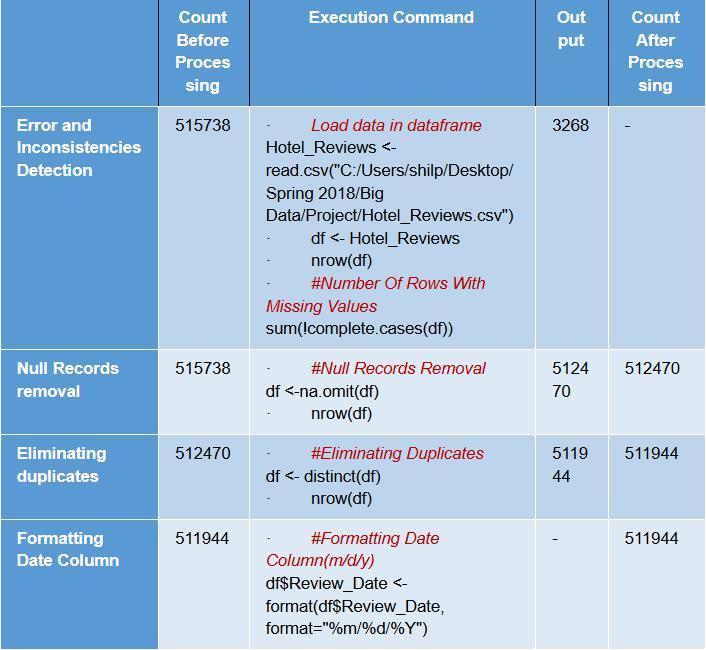 Count Before Proces sing
Execution Command
Out put
Count After Proces sing
Error and Inconsistencies Detection
515738
· Load data in dataframe
Hotel_Reviews <-
read.csv("C:/Users/shilp/Desktop/
Spring 2018/Big
Data/Project/Hotel_Reviews.csv")
· df <- Hotel_Reviews
· nrow(df)
· #Number Of Rows With
Missing Values
sum(!complete.cases(df))
3268
-
Null Records
removal
515738
· #Null Records Removal
df <-na.omit(df)
· nrow(df)
5124
70
512470
Eliminating
duplicates
512470
· #Eliminating Duplicates
df <- distinct(df)
· nrow(df)
5119
44
511944
Formatting
Date Column
511944
· #Formatting Date
Column(m/d/y)
df$Review_Date <-
format(df$Review_Date,
format="%m/%d/%Y")
-
511944